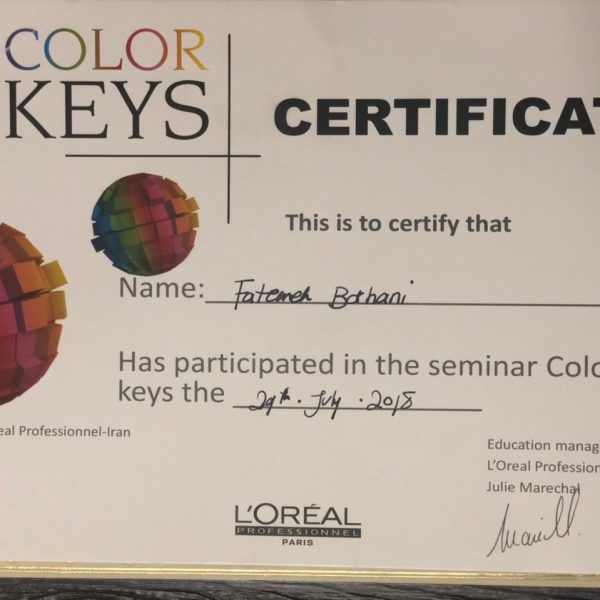 COLOR
KEYS
CERTIFICA
This is to certify that
Name: Fatemeh Borhani
Has participated in the seminar Colo
keys the 29th. July. 2018
eal Professionnel-Iran
Education manag
L'Oreal Profession
Julie Marechal
L'ORÉAL
PROFESSIONNEL
PARIS